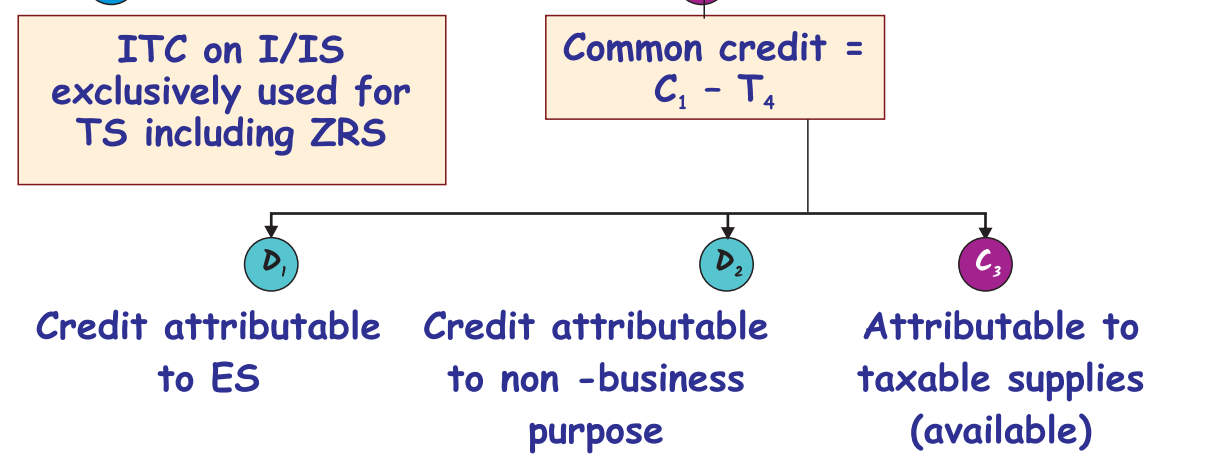 ITC on I/IS
exclusively used for
TS including ZRS
Common credit =
C₁ – T₄
D₁
D₂
C₃
Credit attributable
to ES
Credit attributable
to non -business
purpose
Attributable to
taxable supplies
(available)